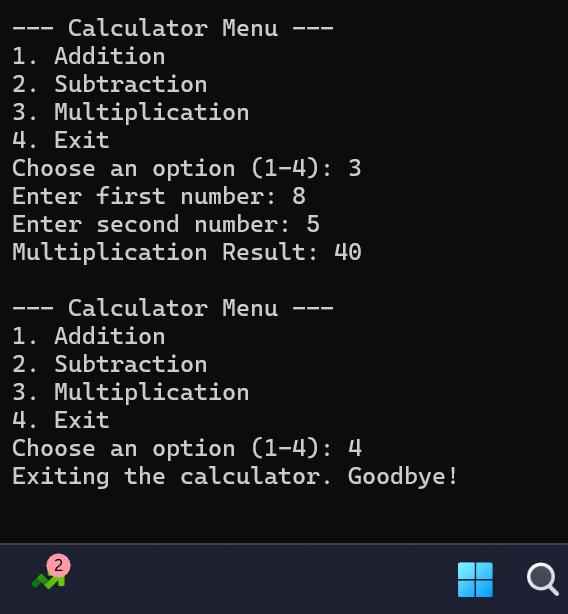 --- Calculator Menu ---
1. Addition
2. Subtraction
3. Multiplication
4. Exit
Choose an option (1-4): 3
Enter first number: 8
Enter second number: 5
Multiplication Result: 40
--- Calculator Menu ---
1. Addition
2. Subtraction
3. Multiplication
4. Exit
Choose an option (1-4): 4
Exiting the calculator. Goodbye!
2